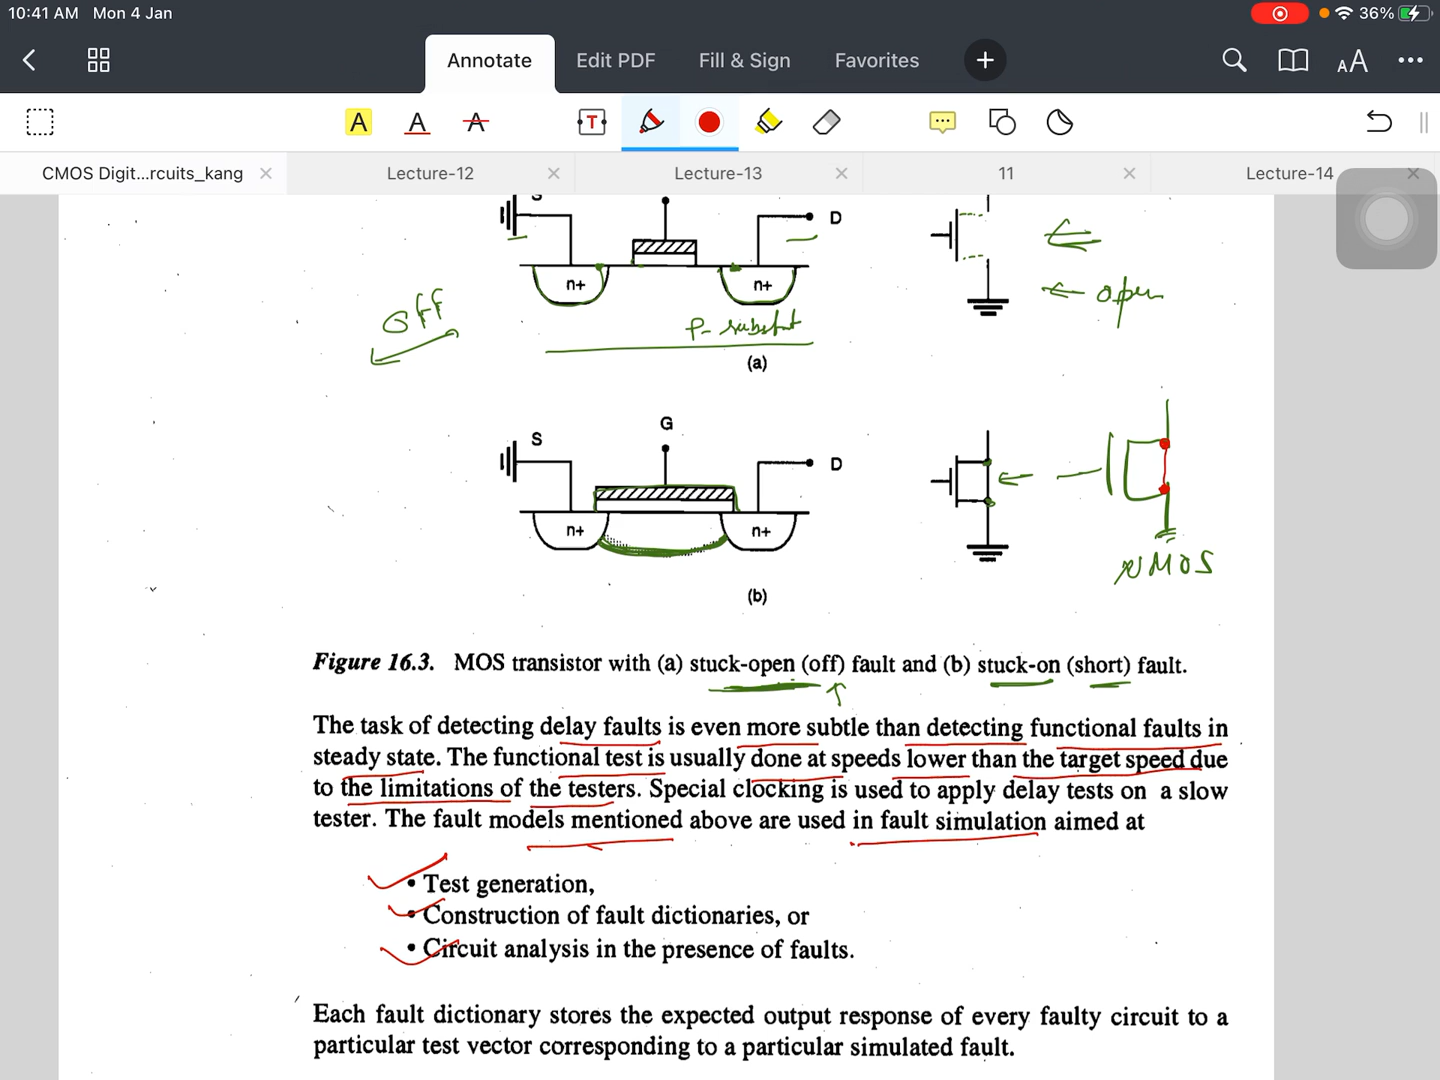 10:41 AM Mon 4 Jan
36%
Annotate
Edit PDF
Fill & Sign
Favorites
AA
A A A T
CMOS Digit...rcuits_kang
Lecture-12
Lecture-13
11
Lecture-14
D
n+
n+
off
open
P-
(a)
G
S
D
n+
n+
NMOS
(b)
Figure 16.3. MOS transistor with (a) stuck-open (off) fault and (b) stuck-on (short) fault.
The task of detecting delay faults is even more subtle than detecting functional faults in
steady state. The functional test is usually done at speeds lower than the target speed due
to the limitations of the testers. Special clocking is used to apply delay tests on a slow
tester. The fault models mentioned above are used in fault simulation aimed at
• Test generation,
• Construction of fault dictionaries, or
• Circuit analysis in the presence of faults.
Each fault dictionary stores the expected output response of every faulty circuit to a
particular test vector corresponding to a particular simulated fault.